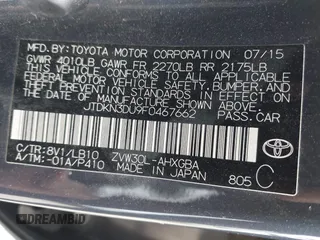 MFD.BY:TOYOTA MOTOR CORPORATION 07/15
GVWR 4010LB GAWR FR 2270LB RR 2175LB
THIS VEHICLE CONFORMS TO ALL APPLICABLE
FEDERAL MOTOR VEHICLE SAFETY, BUMPER, AND
THEFT PREVENTION STANDARDS IN EFFECT ON THE
DATE OF MANUFACTURE SHOWN ABOVE.
JTDKN3DU9F0467662 PASS.CAR
C/TR:8V1/LB10 ZVW30L-AHXGBA
A/TM:-01A/P410 MADE IN JAPAN 805 C
TOYOTA
DREAMBID